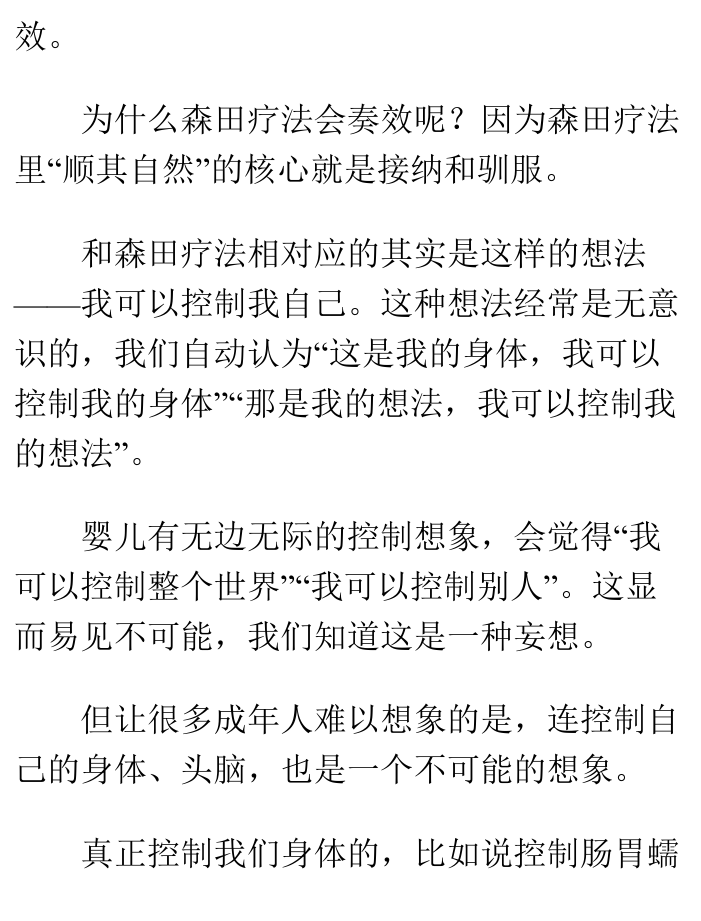 效。
为什么森田疗法会奏效呢？因为森田疗法
里“顺其自然”的核心就是接纳和驯服。
和森田疗法相对应的其实是这样的想法
——我可以控制我自己。这种想法经常是无意
识的，我们自动认为“这是我的身体，我可以
控制我的身体”“那是我的想法，我可以控制我
的想法”。
婴儿有无边无际的控制想象，会觉得“我
可以控制整个世界”“我可以控制别人”。这显
而易见不可能，我们知道这是一种妄想。
但让很多成年人难以想象的是，连控制自
己的身体、头脑，也是一个不可能的想象。
真正控制我们身体的，比如说控制肠胃蠕